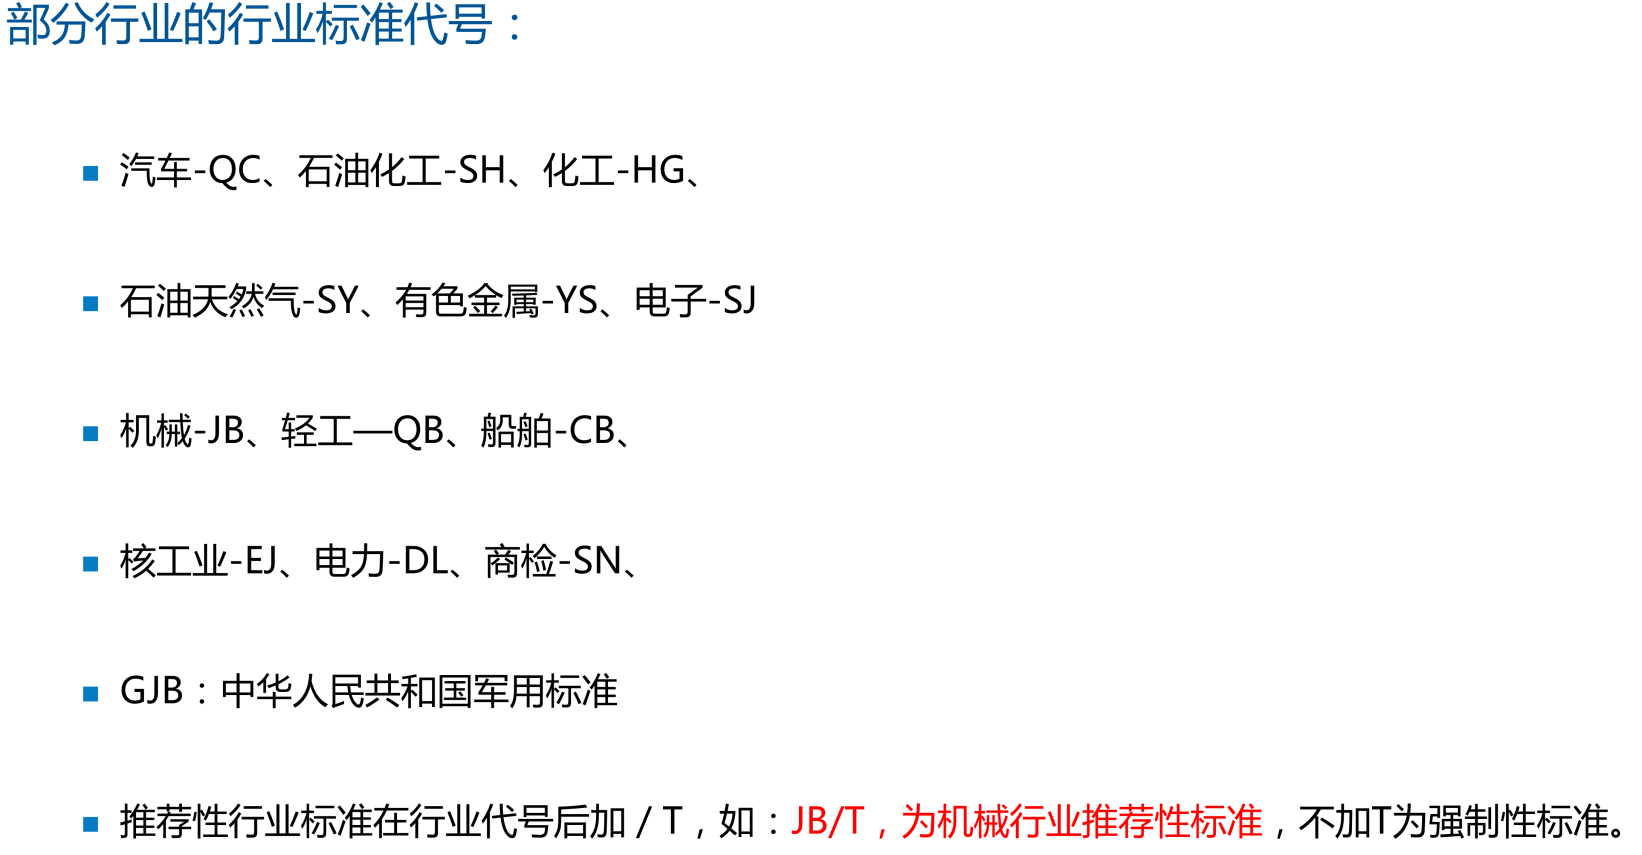 部分行业的行业标准代号：
■ 汽车-QC、石油化工-SH、化工-HG、
■ 石油天然气-SY、有色金属-YS、电子-SJ
■ 机械-JB、轻工—QB、船舶-CB、
■ 核工业-EJ、电力-DL、商检-SN、
■ GJB：中华人民共和国军用标准
■ 推荐性行业标准在行业代号后加／T，如：JB/T，为机械行业推荐性标准，不加T为强制性标准。